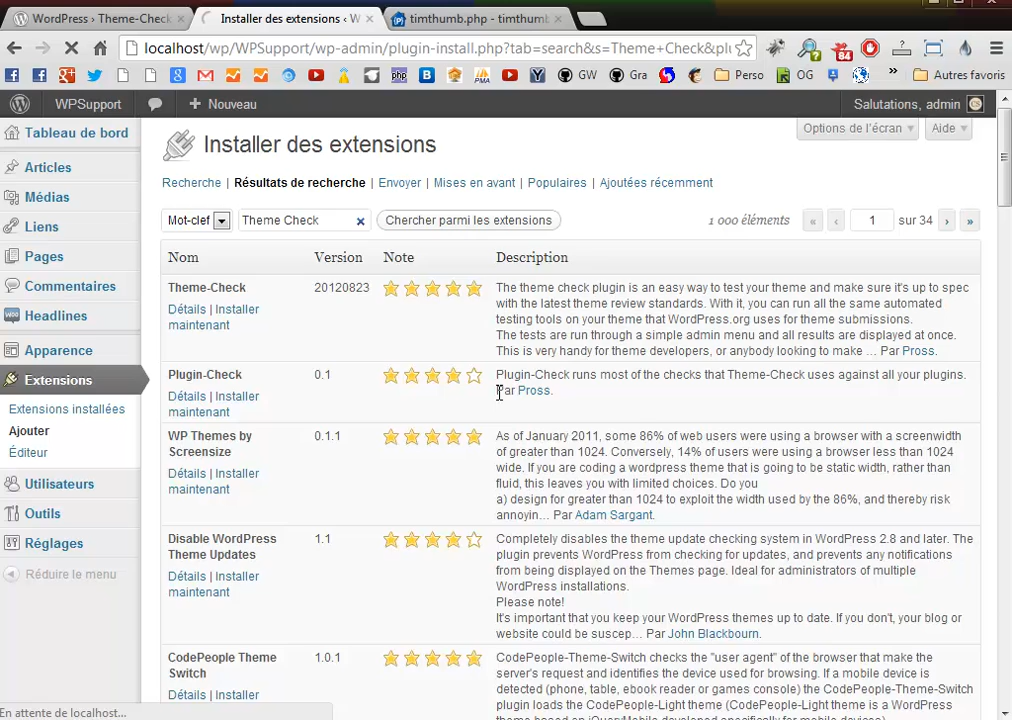 WordPress › Theme-Check
Installer des extensions ‹ W
timthumb.php - timthumb
localhost/wp/WPSupport/wp-admin/plugin-install.php?tab=search&s=Theme+Check&plu
84
GW
Gra
Perso
OG
»
Autres favoris
WPSupport
Nouveau
Salutations, admin
Tableau de bord
Articles
Médias
Liens
Pages
Commentaires
Headlines
Apparence
Extensions
Extensions installées
Ajouter
Éditeur
Utilisateurs
Outils
Réglages
Réduire le menu
Options de l'écran
Aide
Installer des extensions
Recherche | Résultats de recherche | Envoyer | Mises en avant | Populaires | Ajoutées récemment
Mot-clef Theme Check Chercher parmi les extensions 1 000 éléments « ‹ 1 sur 34 › »
Nom Version Note Description
Theme-Check 20120823
Détails | Installer
maintenant
The theme check plugin is an easy way to test your theme and make sure it's up to spec
with the latest theme review standards. With it, you can run all the same automated
testing tools on your theme that WordPress.org uses for theme submissions.
The tests are run through a simple admin menu and all results are displayed at once.
This is very handy for theme developers, or anybody looking to make ... Par Pross.
Plugin-Check 0.1
Détails | Installer
maintenant
Plugin-Check runs most of the checks that Theme-Check uses against all your plugins.
Par Pross.
WP Themes by
Screensize
0.1.1
Détails | Installer
maintenant
As of January 2011, some 86% of web users were using a browser with a screenwidth
of greater than 1024. Conversely, 14% of users were using a browser less than 1024
wide. If you are coding a wordpress theme that is going to be static width, rather than
fluid, this leaves you with limited choices. Do you
a) design for greater than 1024 to exploit the width used by the 86%, and thereby risk
annoyin... Par Adam Sargant.
Disable WordPress
Theme Updates
1.1
Détails | Installer
maintenant
Completely disables the theme update checking system in WordPress 2.8 and later. The
plugin prevents WordPress from checking for updates, and prevents any notifications
from being displayed on the Themes page. Ideal for administrators of multiple
WordPress installations.
Please note!
It's important that you keep your WordPress themes up to date. If you don't, your blog or
website could be suscep... Par John Blackbourn.
CodePeople Theme
Switch
1.0.1
Détails | Installer
CodePeople-Theme-Switch checks the "user agent" of the browser that make the
server's request and identifies the device used for browsing. If a mobile device is
detected (phone, table, ebook reader or games console) the CodePeople-Theme-Switch
plugin loads the CodePeople-Light theme (CodePeople-Light theme is a WordPress
theme based on jQueryMobile developed specifically for mobile devices)
En attente de localhost...